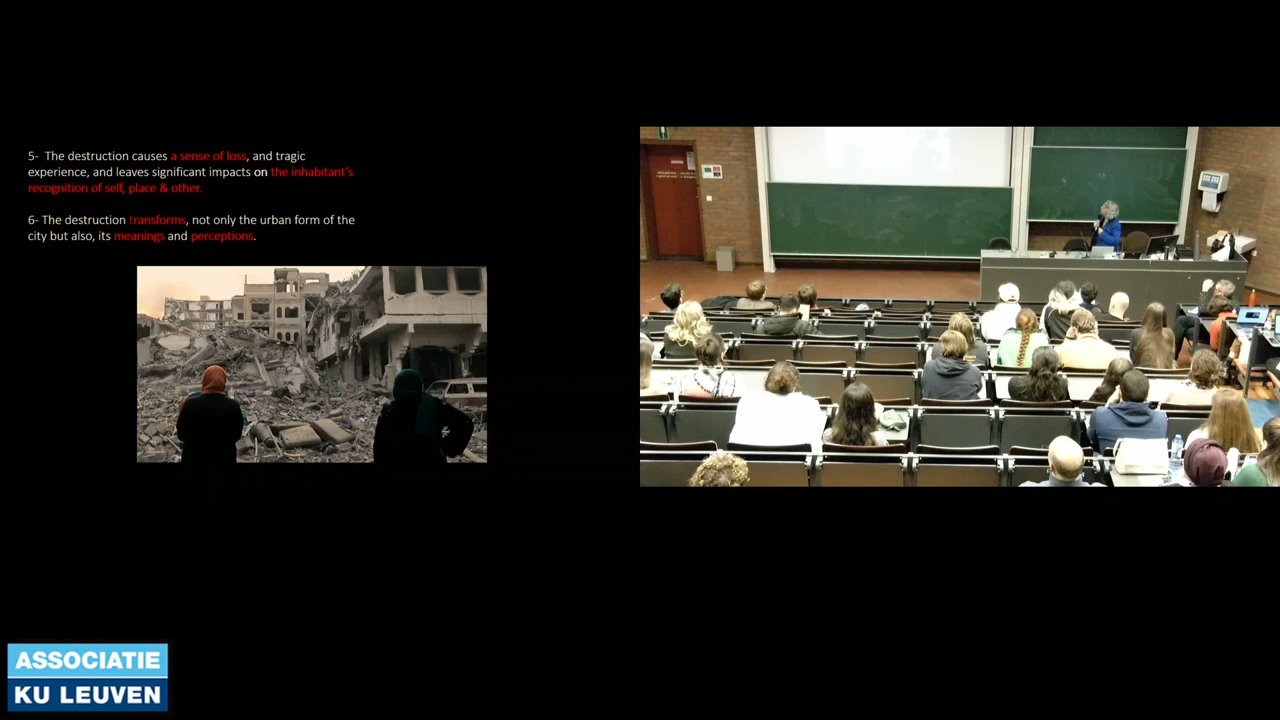 5- The destruction causes a sense of loss, and tragic
experience, and leaves significant impacts on the inhabitant's
recognition of self, place & other.
6- The destruction transforms, not only the urban form of the
city but also, its meanings and perceptions.
ASSOCIATIE
KU LEUVEN